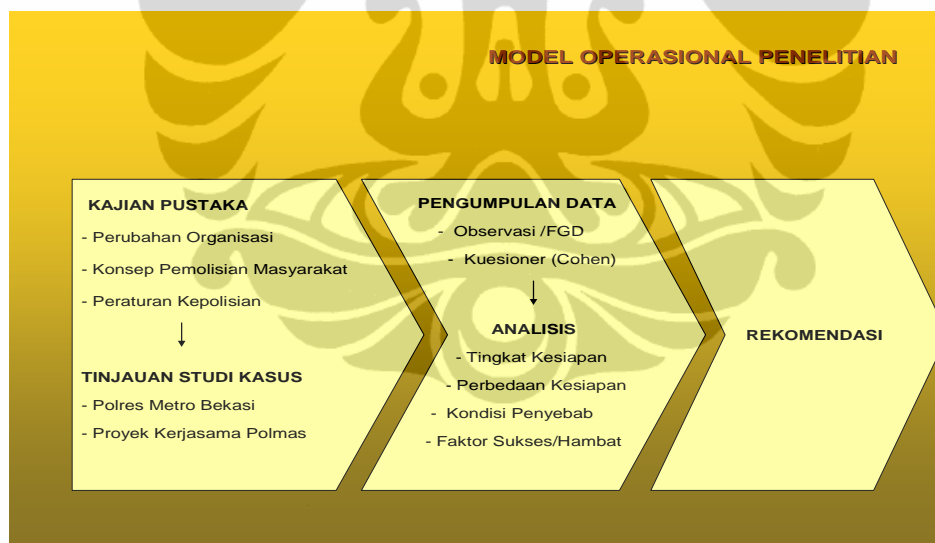 MODEL OPERASIONAL PENELITIAN
KAJIAN PUSTAKA
- Perubahan Organisasi
- Konsep Pemolisian Masyarakat
- Peraturan Kepolisian
TINJAUAN STUDI KASUS
- Polres Metro Bekasi
- Proyek Kerjasama Polmas
PENGUMPULAN DATA
- Observasi /FGD
- Kuesioner (Cohen)
ANALISIS
- Tingkat Kesiapan
- Perbedaan Kesiapan
- Kondisi Penyebab
- Faktor Sukses/Hambat
REKOMENDASI